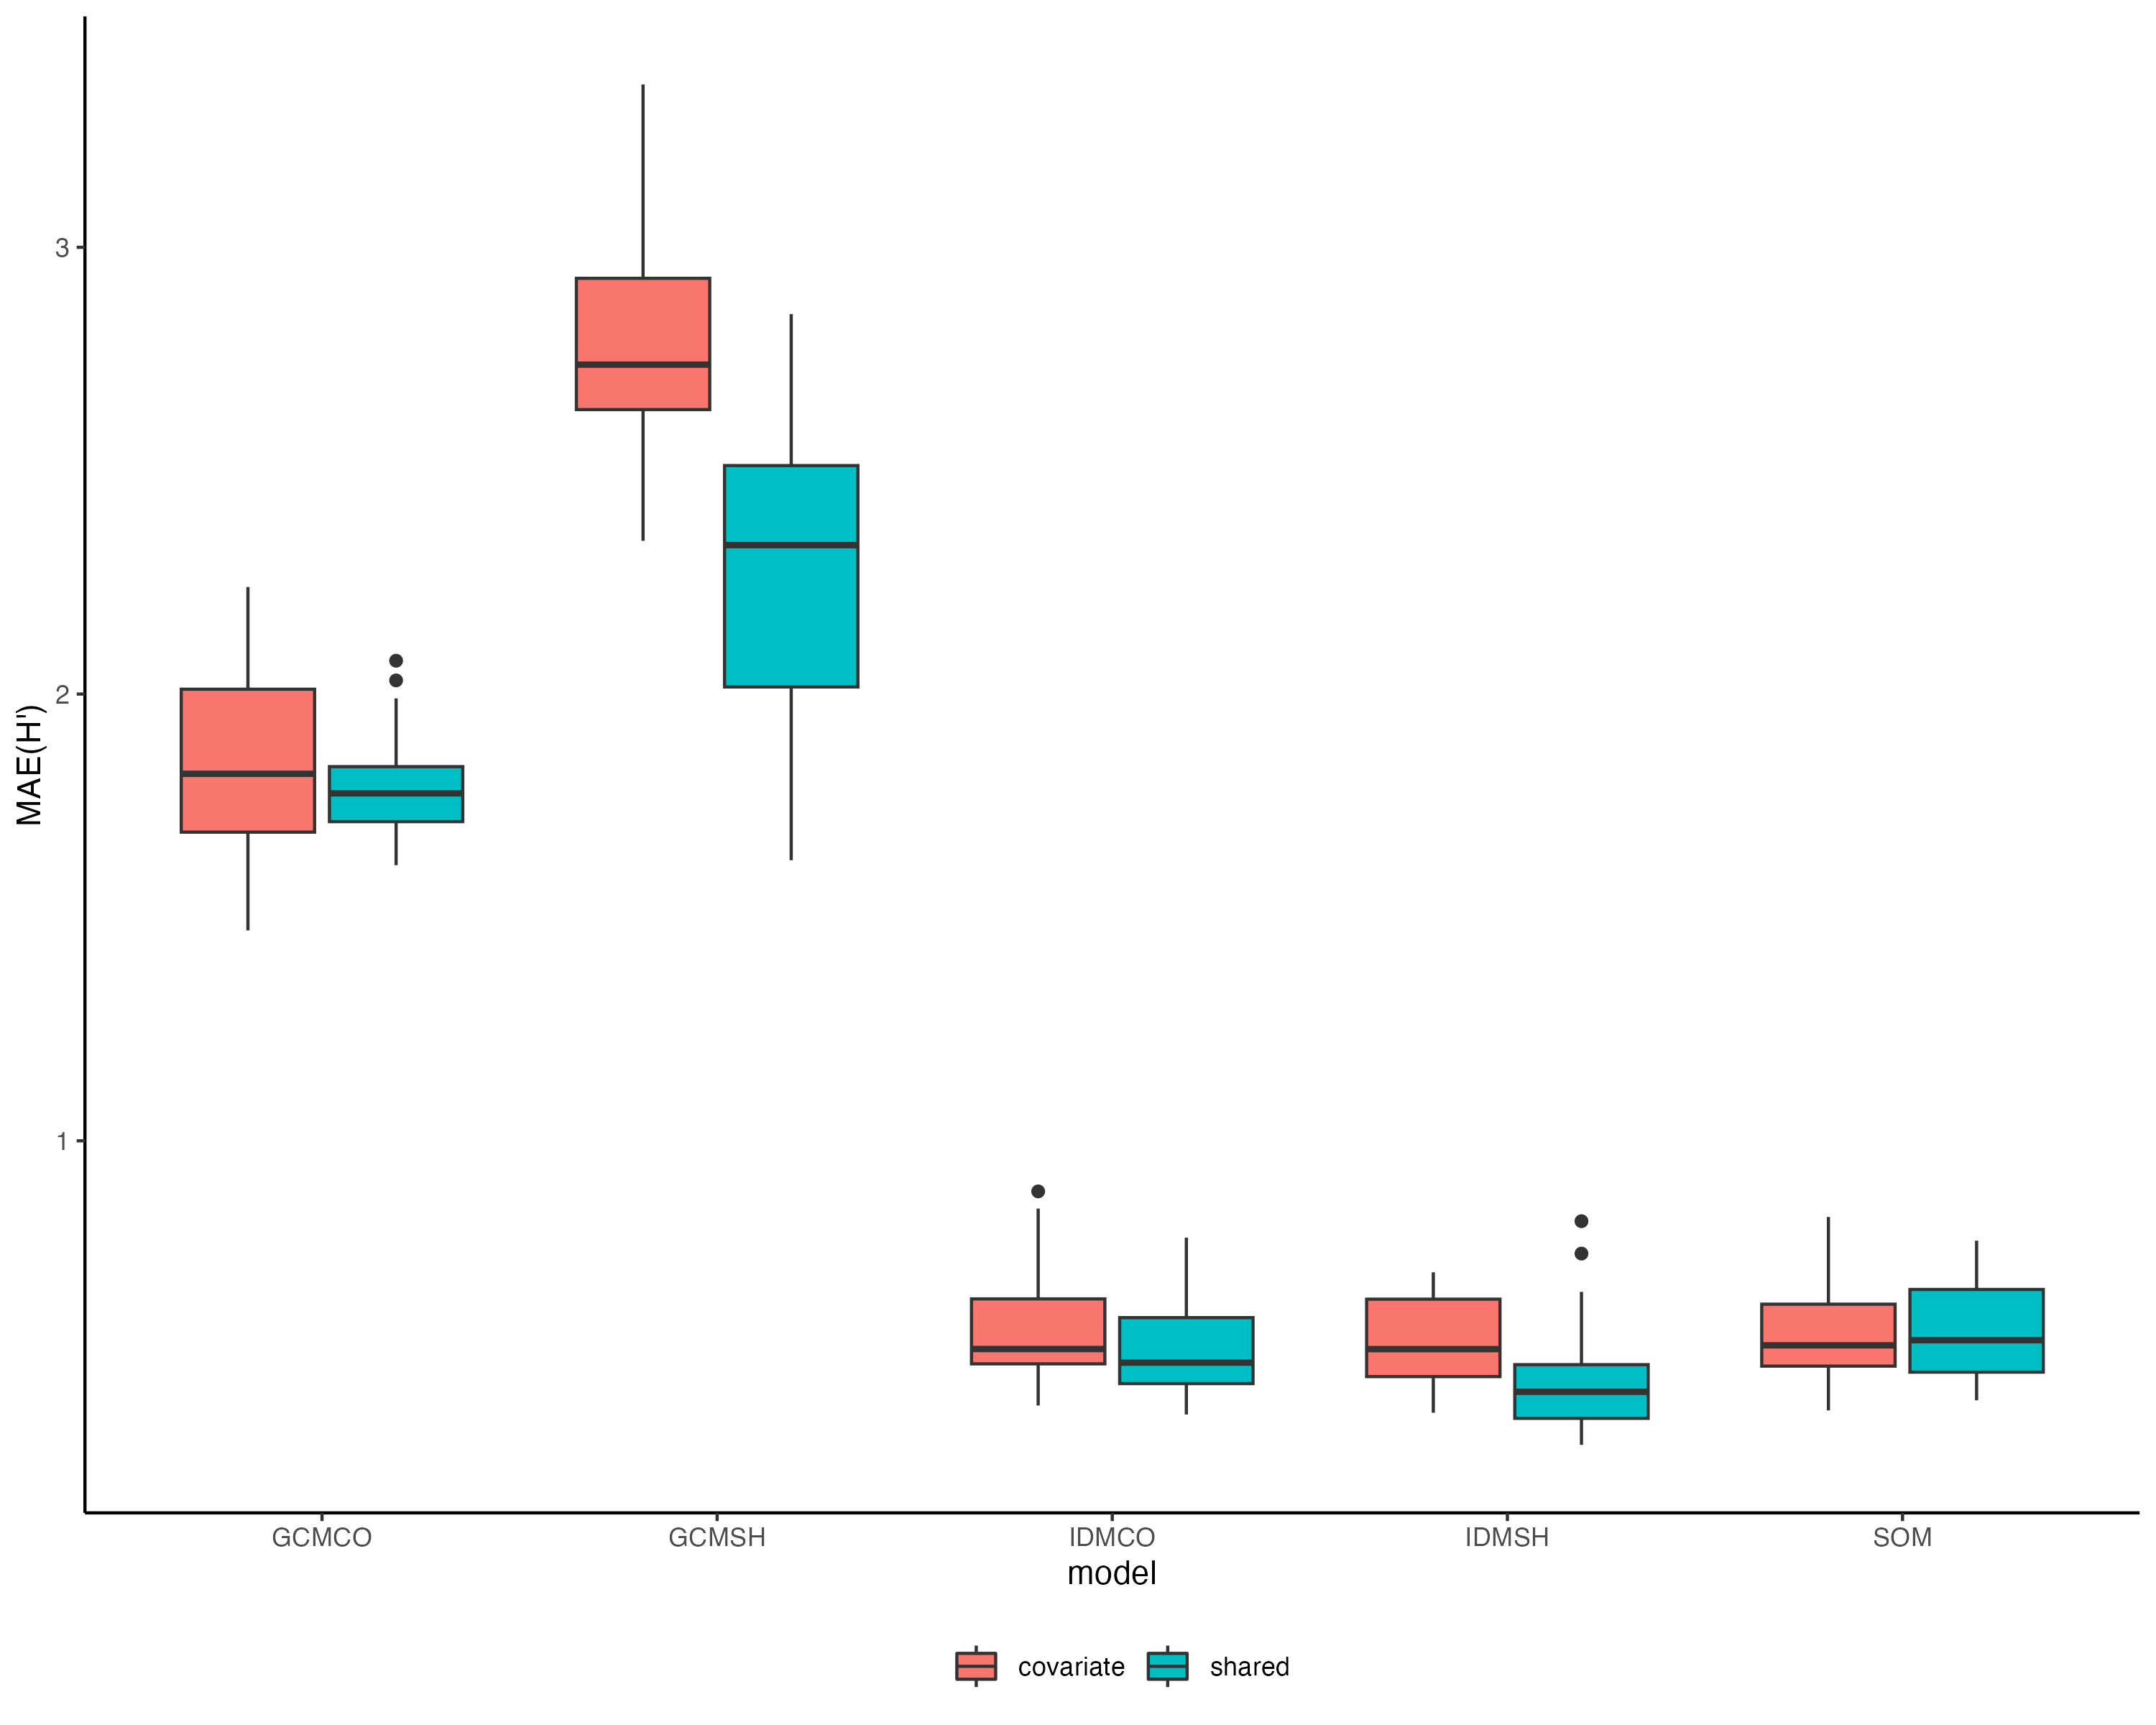 MAE(H')
3
2
1
GCMCO GCMSH IDMCO IDMSH SOM
model
covariate shared